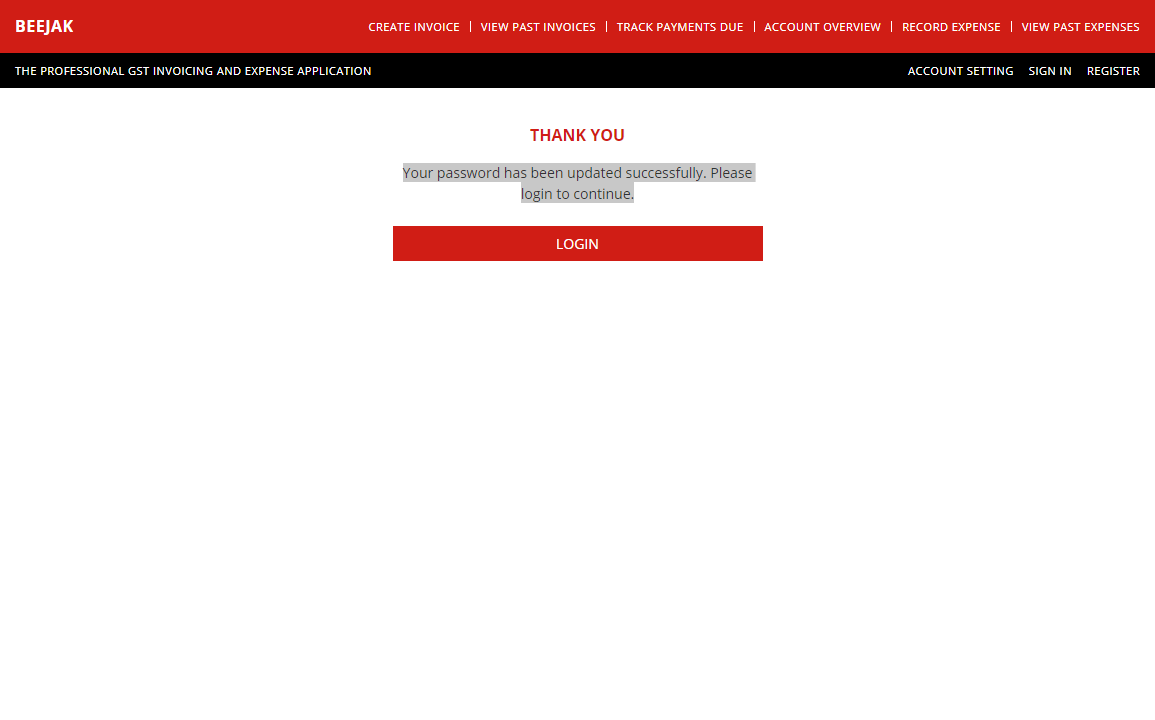 BEEJAK
CREATE INVOICE | VIEW PAST INVOICES | TRACK PAYMENTS DUE | ACCOUNT OVERVIEW | RECORD EXPENSE | VIEW PAST EXPENSES
THE PROFESSIONAL GST INVOICING AND EXPENSE APPLICATION
ACCOUNT SETTING SIGN IN REGISTER
THANK YOU
Your password has been updated successfully. Please
login to continue.
LOGIN